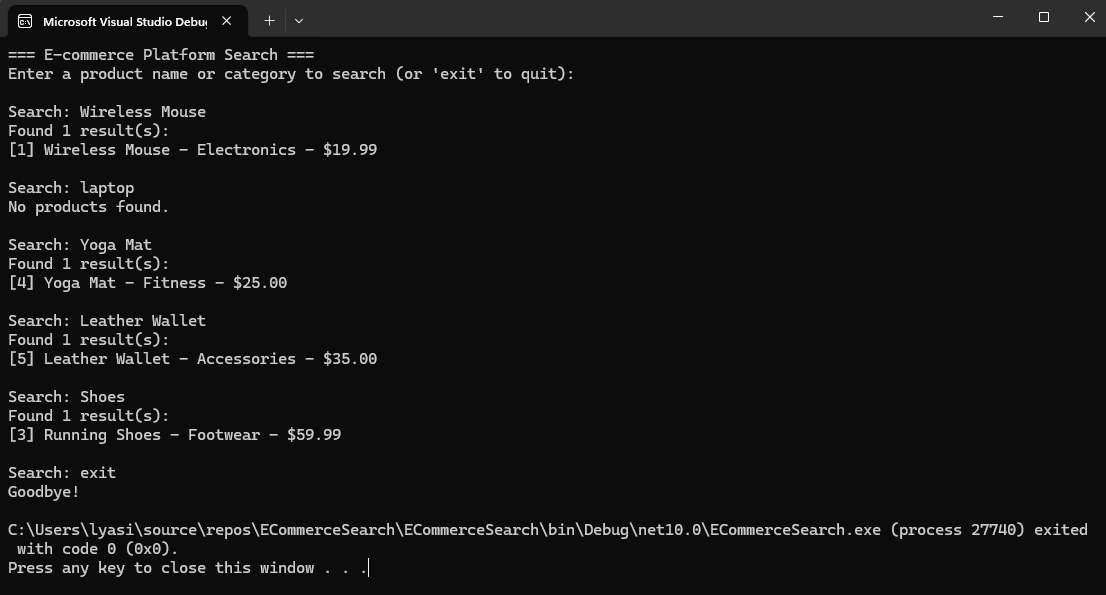 Microsoft Visual Studio Debu
=== E-commerce Platform Search ===
Enter a product name or category to search (or 'exit' to quit):
Search: Wireless Mouse
Found 1 result(s):
[1] Wireless Mouse - Electronics - $19.99
Search: laptop
No products found.
Search: Yoga Mat
Found 1 result(s):
[4] Yoga Mat - Fitness - $25.00
Search: Leather Wallet
Found 1 result(s):
[5] Leather Wallet - Accessories - $35.00
Search: Shoes
Found 1 result(s):
[3] Running Shoes - Footwear - $59.99
Search: exit
Goodbye!
C:\Users\lyasi\source\repos\ECommerceSearch\ECommerceSearch\bin\Debug\net10.0\ECommerceSearch.exe (process 27740) exited
with code 0 (0x0).
Press any key to close this window . . .